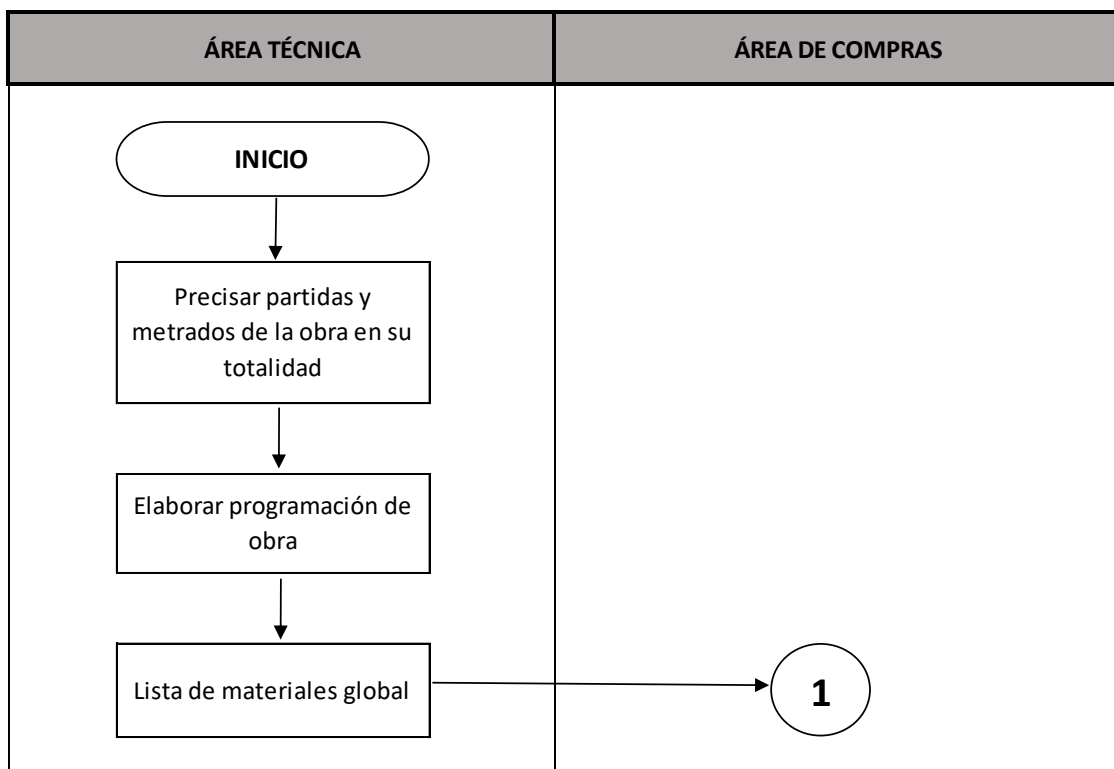 ÁREA TÉCNICA
ÁREA DE COMPRAS
INICIO
Precisar partidas y
metrados de la obra en su
totalidad
Elaborar programación de
obra
Lista de materiales global
1